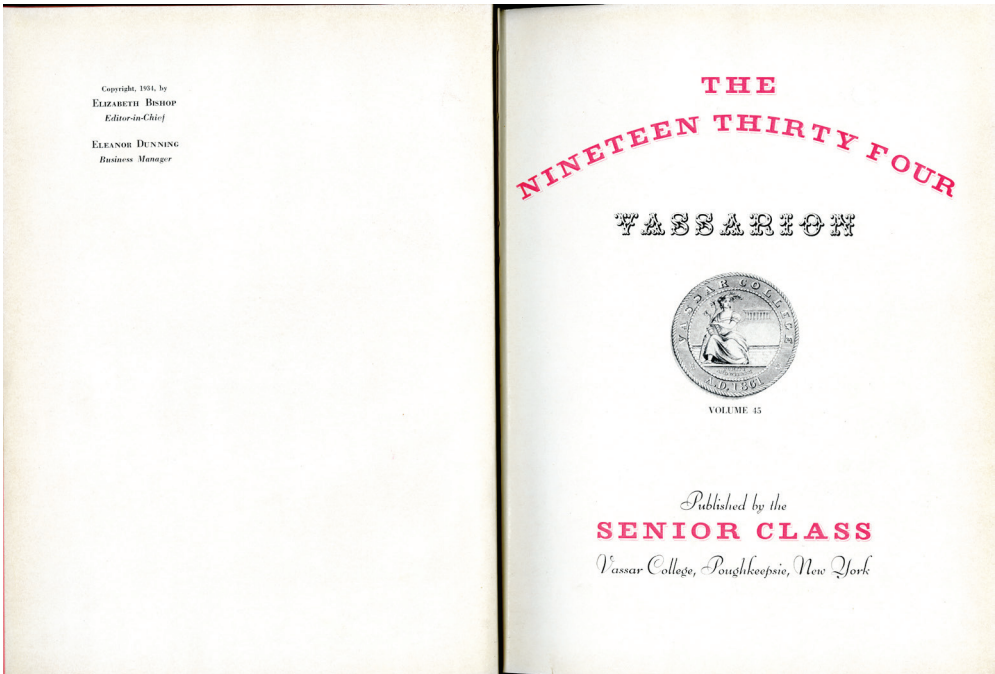 Copyright, 1934, by
ELIZABETH BISHOP
Editor-in-Chief
ELEANOR DUNNING
Business Manager
THE
NINETEEN THIRTY FOUR
VASSARION
VASSAR COLLEGE
A.D. 1861
VOLUME 45
Published by the
SENIOR CLASS
Vassar College, Poughkeepsie, New York